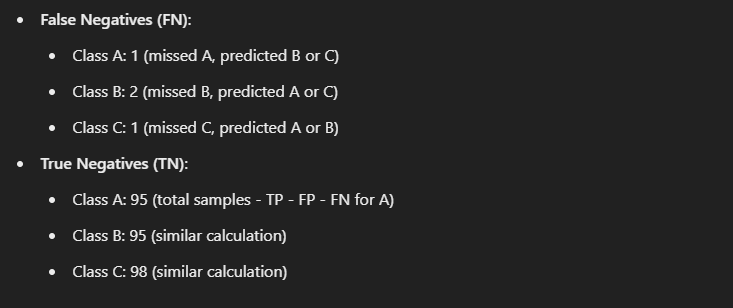 • False Negatives (FN):
• Class A: 1 (missed A, predicted B or C)
• Class B: 2 (missed B, predicted A or C)
• Class C: 1 (missed C, predicted A or B)
• True Negatives (TN):
• Class A: 95 (total samples - TP - FP - FN for A)
• Class B: 95 (similar calculation)
• Class C: 98 (similar calculation)